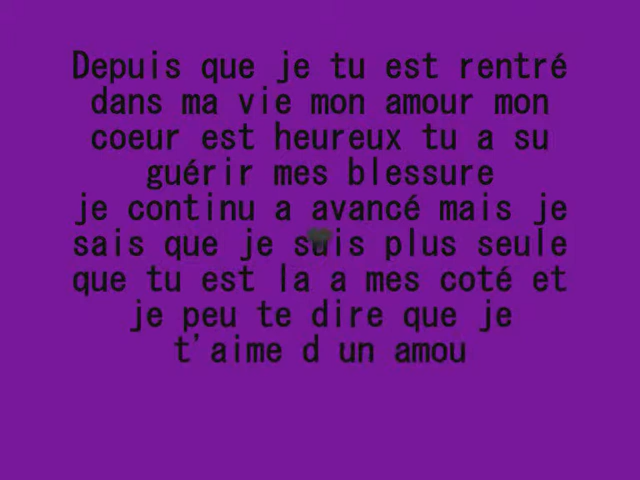 Depuis que je tu est rentré
dans ma vie mon amour mon
coeur est heureux tu a su
guérir mes blessure
je continu a avancé mais je
sais que je suis plus seule
que tu est la a mes coté et
je peu te dire que je
t'aime d un amou